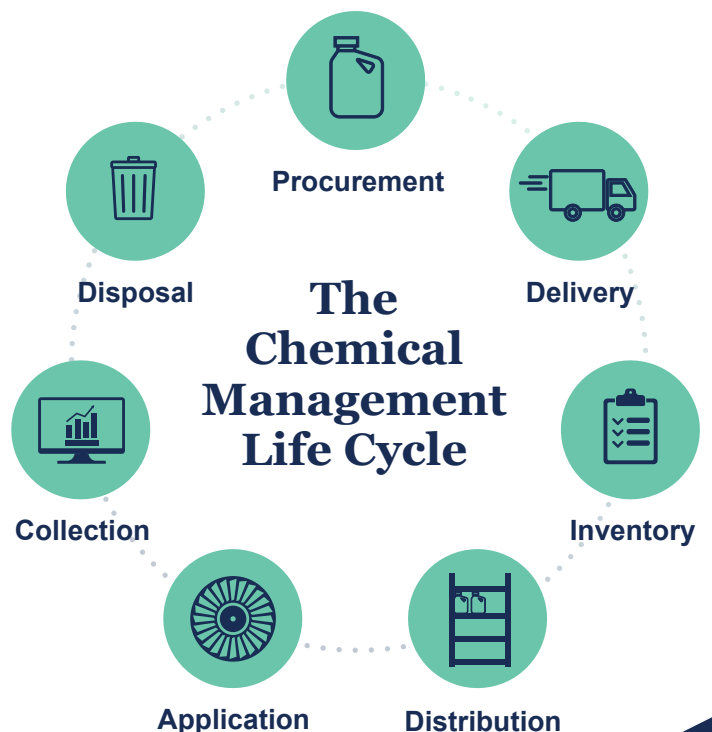 Procurement
Delivery
Disposal
The
Chemical
Management
Life Cycle
Inventory
Collection
Distribution
Application